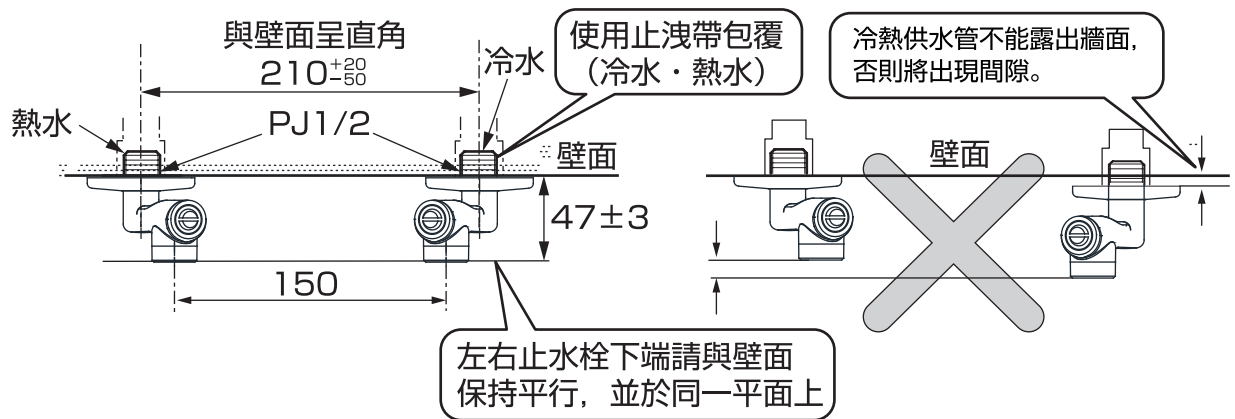 與壁面呈直角
210 +20 -50
冷水
熱水
PJ1/2
使用止洩帶包覆
（冷水・熱水）
壁面
47±3
150
左右止水栓下端請與壁面
保持平行，並於同一平面上
冷熱供水管不能露出牆面，
否則將出現間隙。
壁面